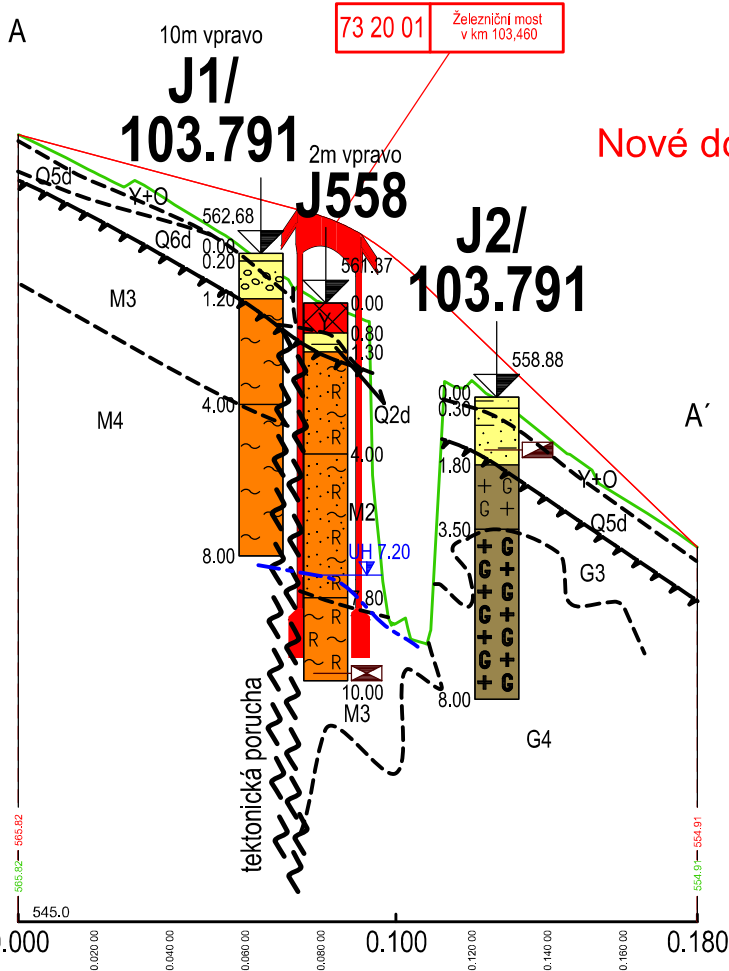 A
10m vpravo
J1/
103.791
73 20 01
Železniční most
v km 103,460
Nové do
2m vpravo
J558
J2/
103.791
Q5d
Y+O
Q6d
562.68
0.00
0.20
1.20
4.00
8.00
M3
M4
561.37
0.00
0.80
1.30
4.00
7.80
10.00
Y
R
R
R
R
R
R
Q2d
M2
UH 7.20
M3
558.88
0.00
0.30
1.80
3.50
8.00
A´
Y+O
Q5d
G3
G4
+ G
G +
+ G
G +
+ G
G +
+ G
G +
+ G
tektonická porucha
565.82
565.82
554.91
554.91
545.0
0.000
0.020 00
0.040 00
0.060 00
0.080 00
0.100
0.120 00
0.140 00
0.160 00
0.180